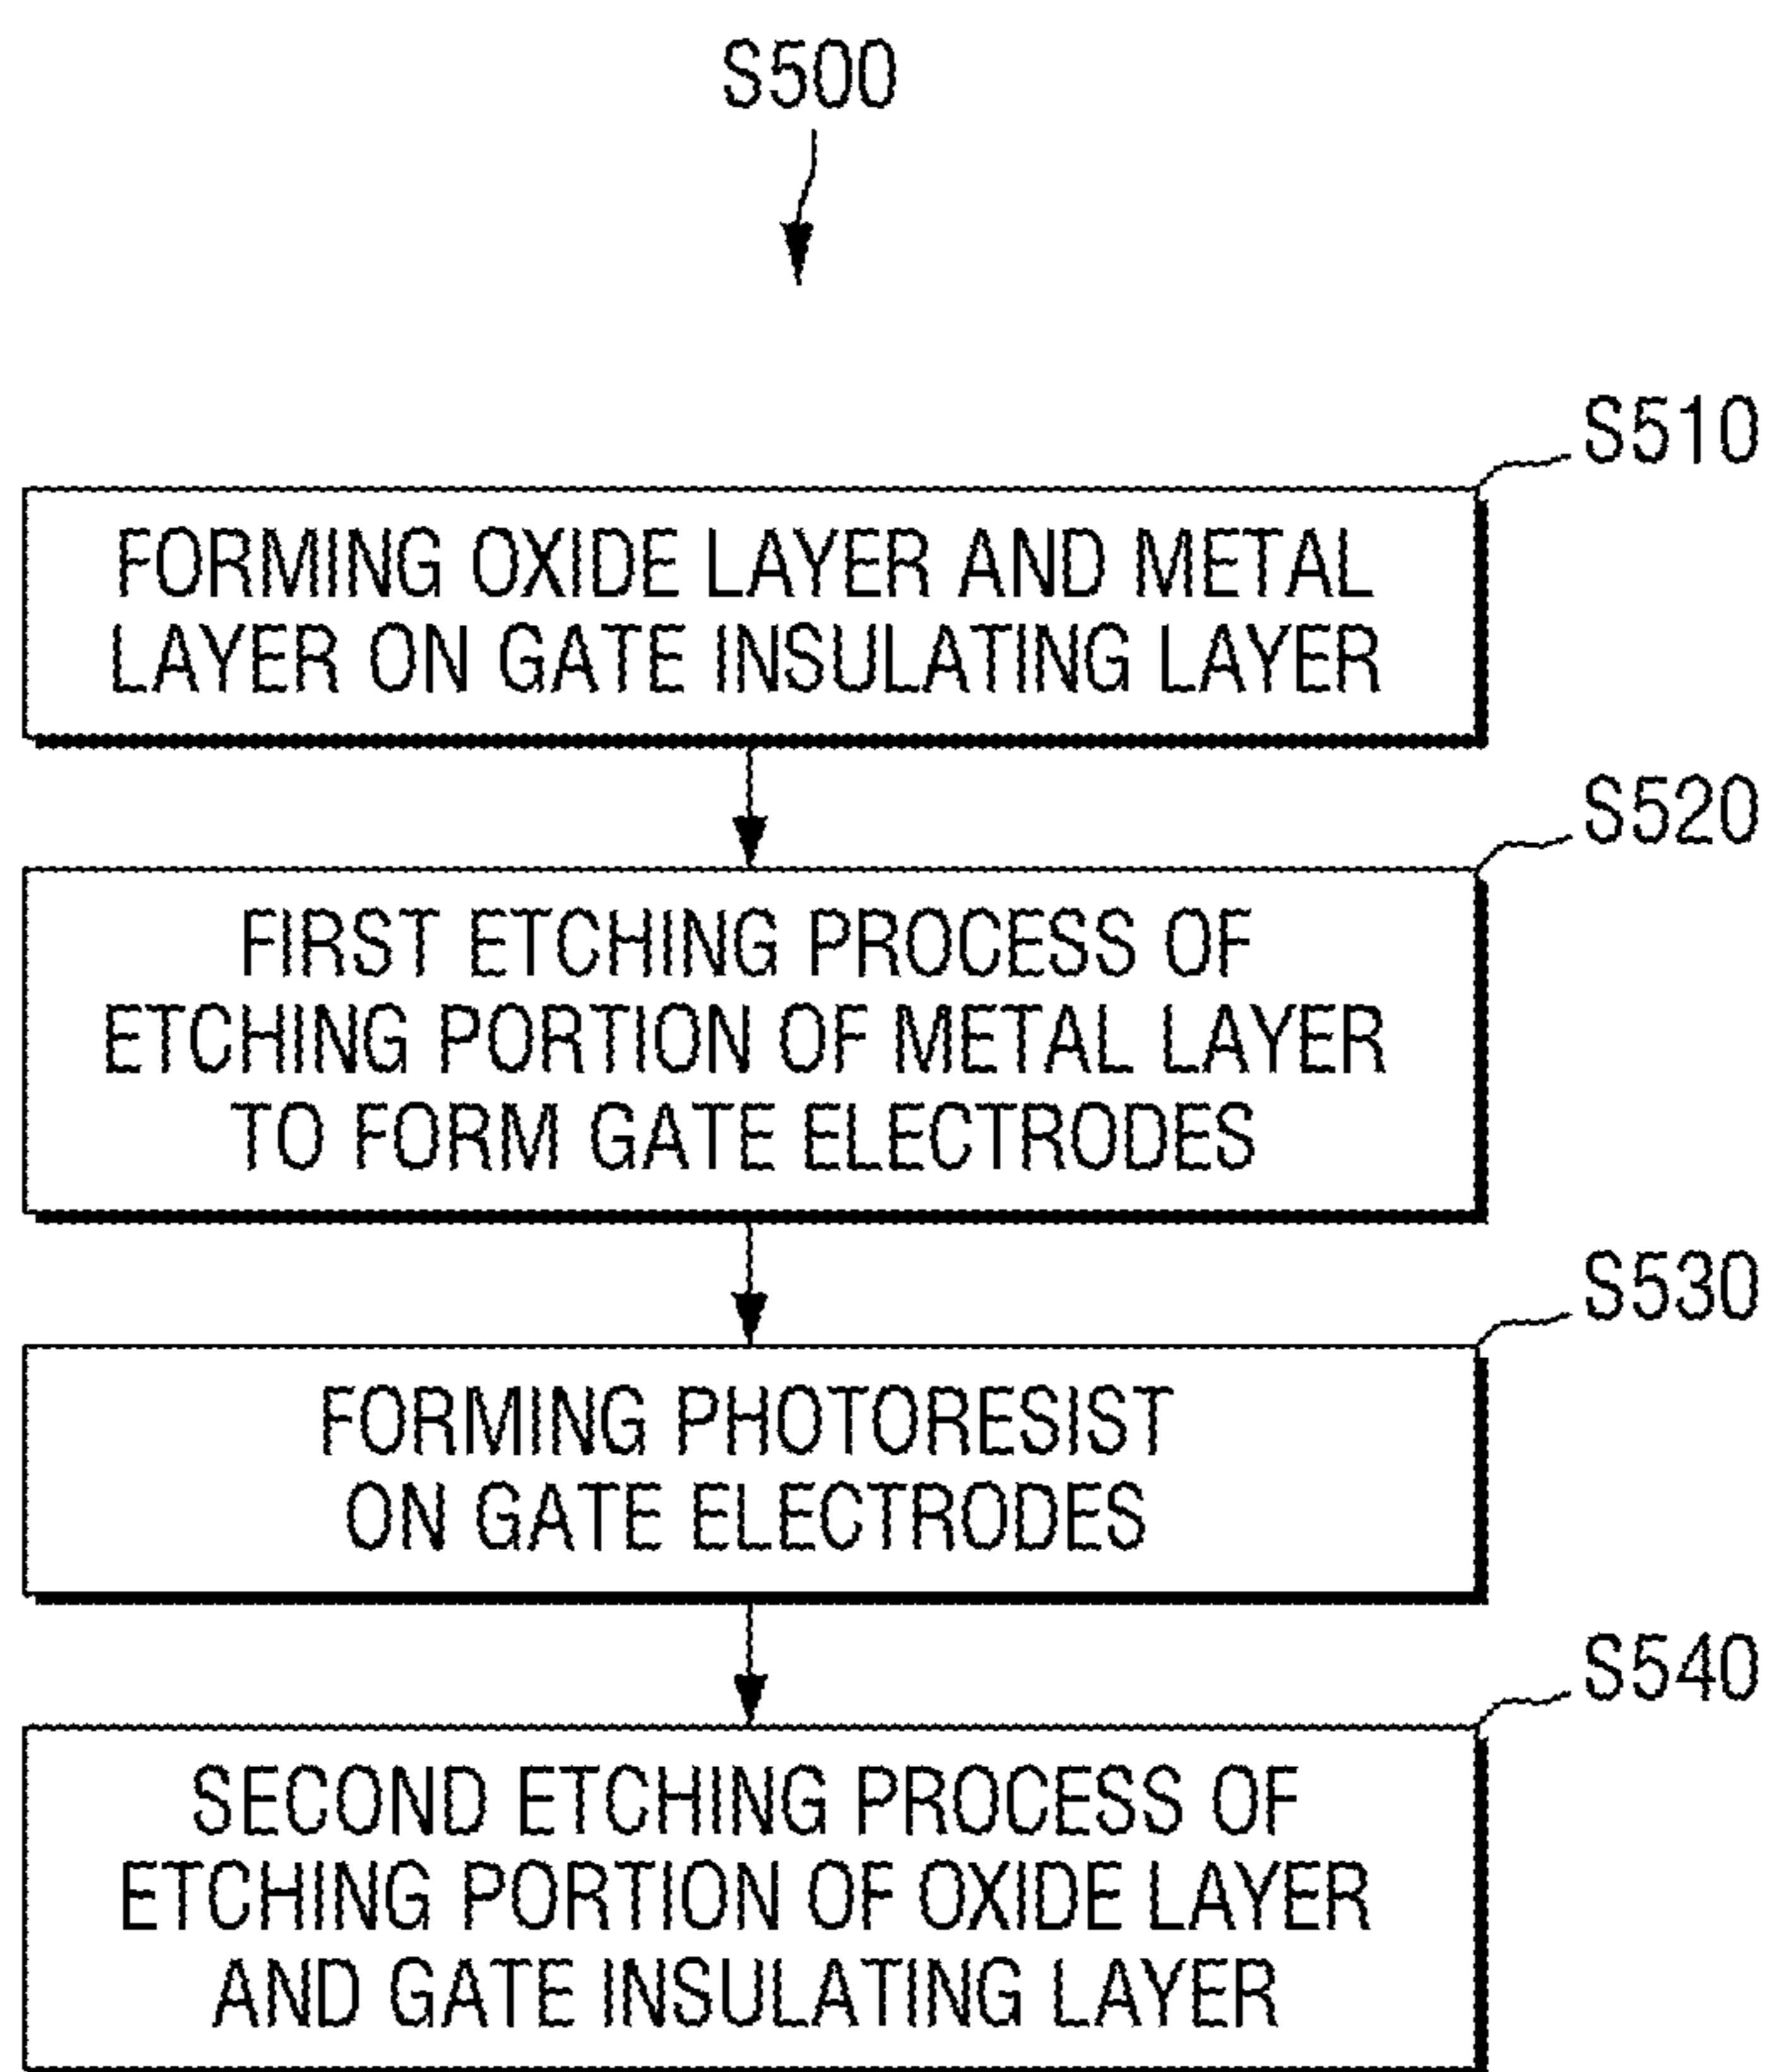 S500
S510
FORMING OXIDE LAYER AND METAL
LAYER ON GATE INSULATING LAYER
S520
FIRST ETCHING PROCESS OF
ETCHING PORTION OF METAL LAYER
TO FORM GATE ELECTRODES
S530
FORMING PHOTORESIST
ON GATE ELECTRODES
S540
SECOND ETCHING PROCESS OF
ETCHING PORTION OF OXIDE LAYER
AND GATE INSULATING LAYER